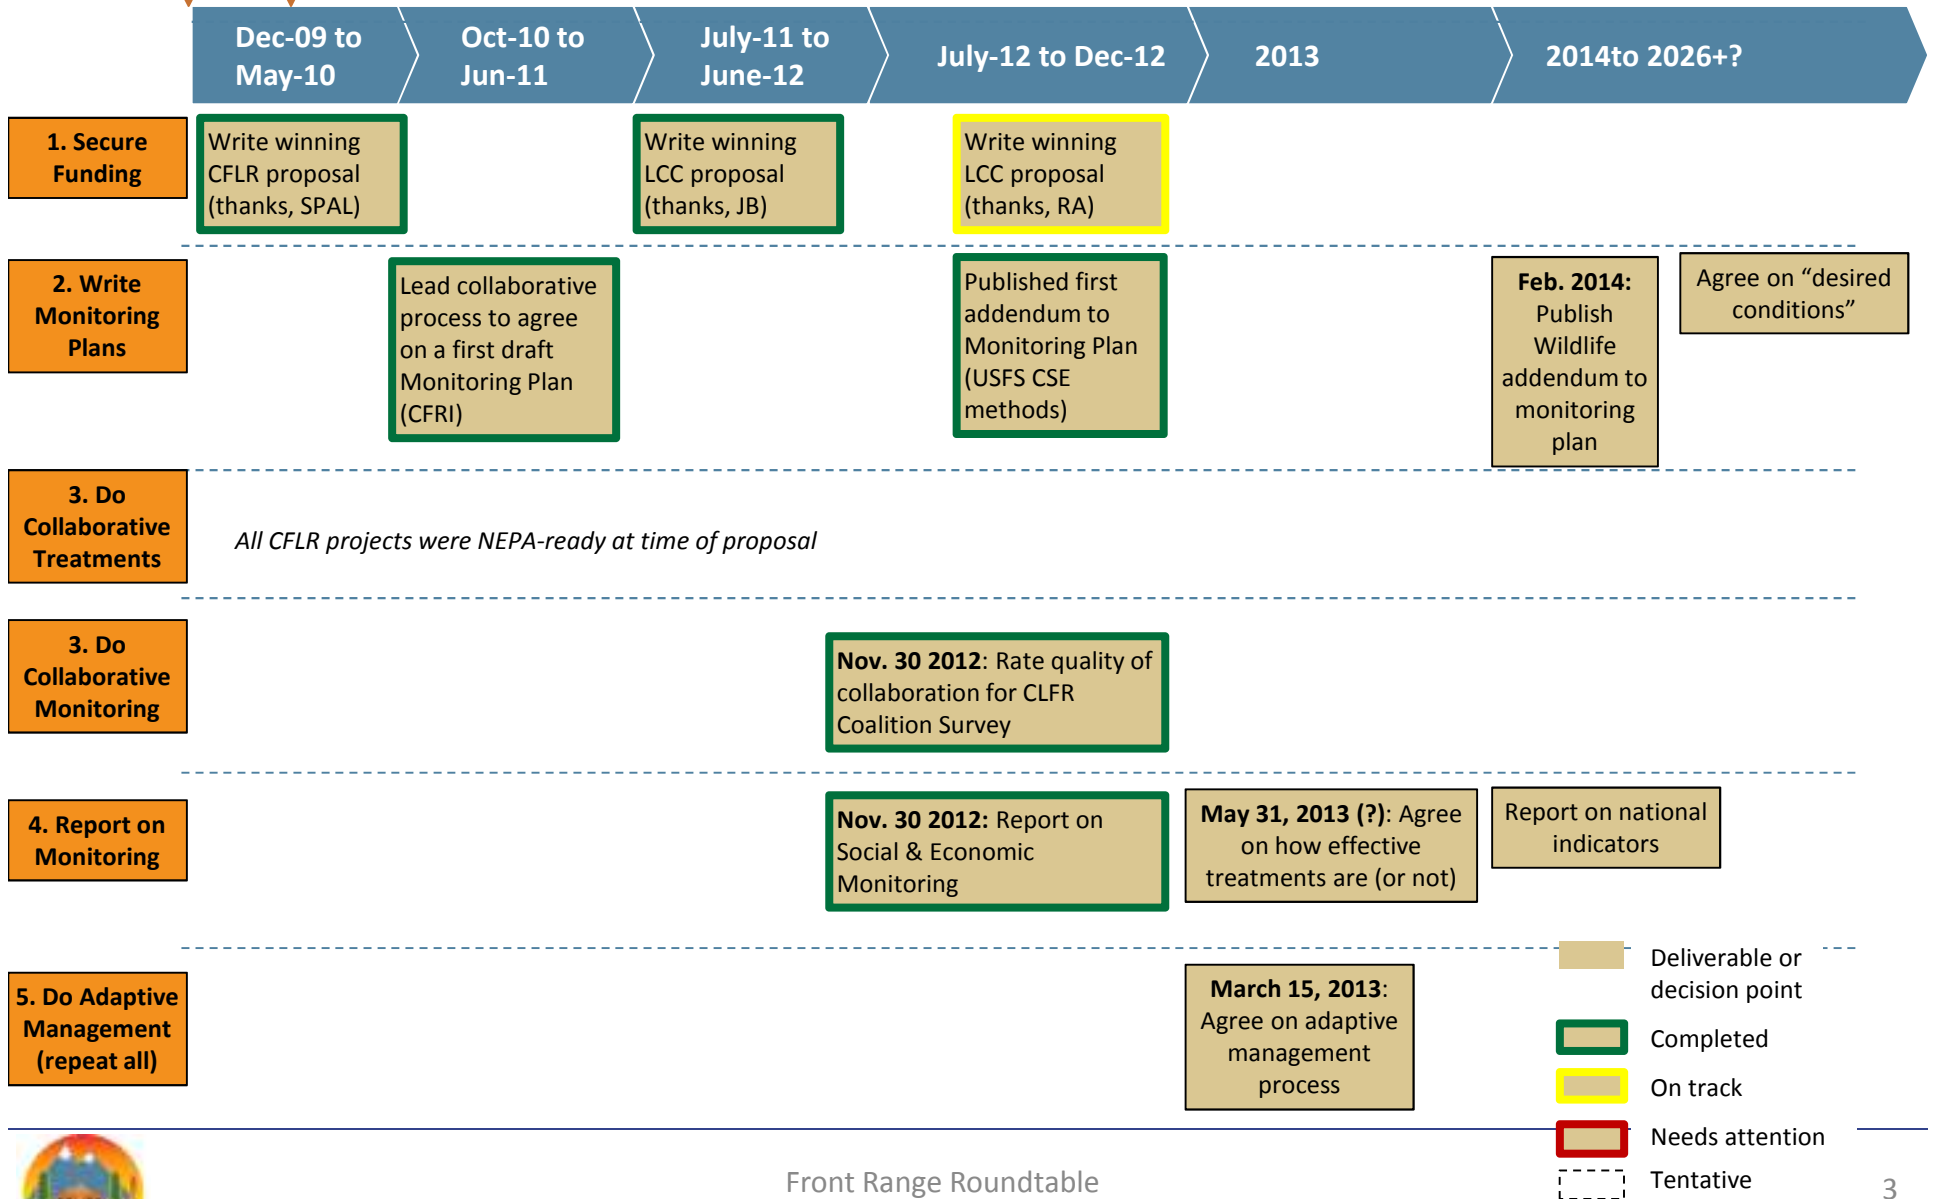 Dec-09 to
May-10
Oct-10 to
Jun-11
July-11 to
June-12
July-12 to Dec-12
2013
2014to 2026+?
1. Secure
Funding
Write winning
CFLR proposal
(thanks, SPAL)
Write winning
LCC proposal
(thanks, JB)
Write winning
LCC proposal
(thanks, RA)
2. Write
Monitoring
Plans
Lead collaborative
process to agree
on a first draft
Monitoring Plan
(CFRI)
Published first
addendum to
Monitoring Plan
(USFS CSE
methods)
Feb. 2014:
Publish
Wildlife
addendum to
monitoring
plan
Agree on “desired
conditions”
3. Do
Collaborative
Treatments
All CFLR projects were NEPA-ready at time of proposal
3. Do
Collaborative
Monitoring
Nov. 30 2012: Rate quality of
collaboration for CLFR
Coalition Survey
4. Report on
Monitoring
Nov. 30 2012: Report on
Social & Economic
Monitoring
May 31, 2013 (?): Agree
on how effective
treatments are (or not)
Report on national
indicators
5. Do Adaptive
Management
(repeat all)
March 15, 2013:
Agree on adaptive
management
process
Deliverable or
decision point
Completed
On track
Needs attention
Tentative
Front Range Roundtable
3